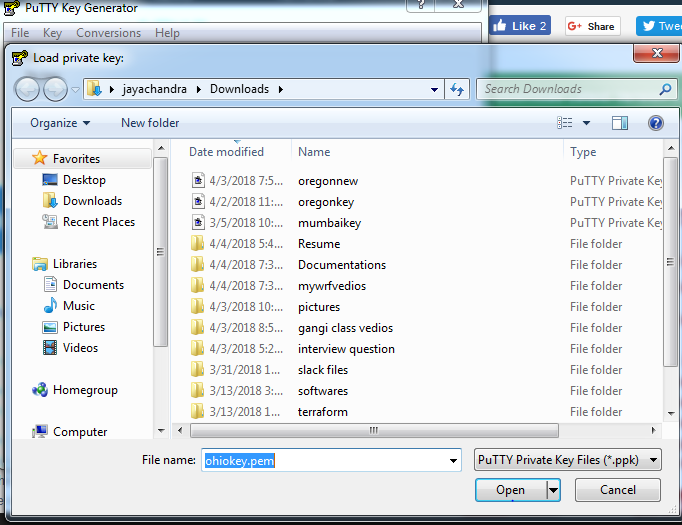 PuTTY Key Generator
?
File Key Conversions Help
Like 2
Share
Twee
Load private key:
jayachandra Downloads
Search Downloads
Organize New folder
Favorites
Desktop
Downloads
Recent Places
Libraries
Documents
Music
Pictures
Videos
Homegroup
Computer
Date modified Name Type
4/3/2018 7:5... oregonnew PuTTY Private Key
4/2/2018 11:... oregonkey PuTTY Private Key
3/5/2018 10:... mumbaikey PuTTY Private Key
4/4/2018 5:4... Resume File folder
4/4/2018 7:3... Documentations File folder
4/4/2018 7:3... mywrfvedios File folder
4/3/2018 10:... pictures File folder
4/3/2018 8:5... gangi class vedios File folder
4/3/2018 5:2... interview question File folder
3/31/2018 1... slack files File folder
3/13/2018 3:... softwares File folder
3/13/2018 1... terraform File folder
File name: ohiokey.pem PuTTY Private Key Files (*.ppk)
Open Cancel